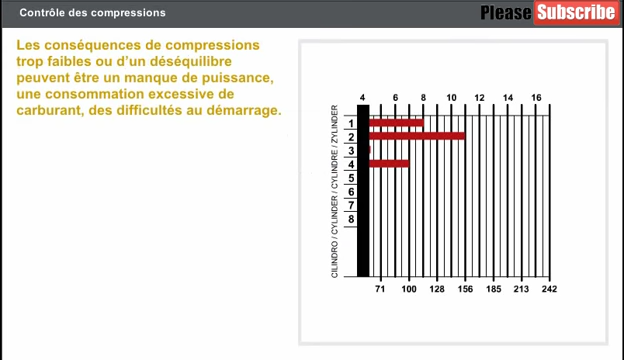 Contrôle des compressions
Please Subscribe
Les conséquences de compressions
trop faibles ou d'un déséquilibre
peuvent être un manque de puissance,
une consommation excessive de
carburant, des difficultés au démarrage.
4 6 8 10 12 14 16
CILINDRO / CYLINDER / CYLINDRE / ZYLINDER
1
2
3
4
5
6
7
8
71 100 128 156 185 213 242